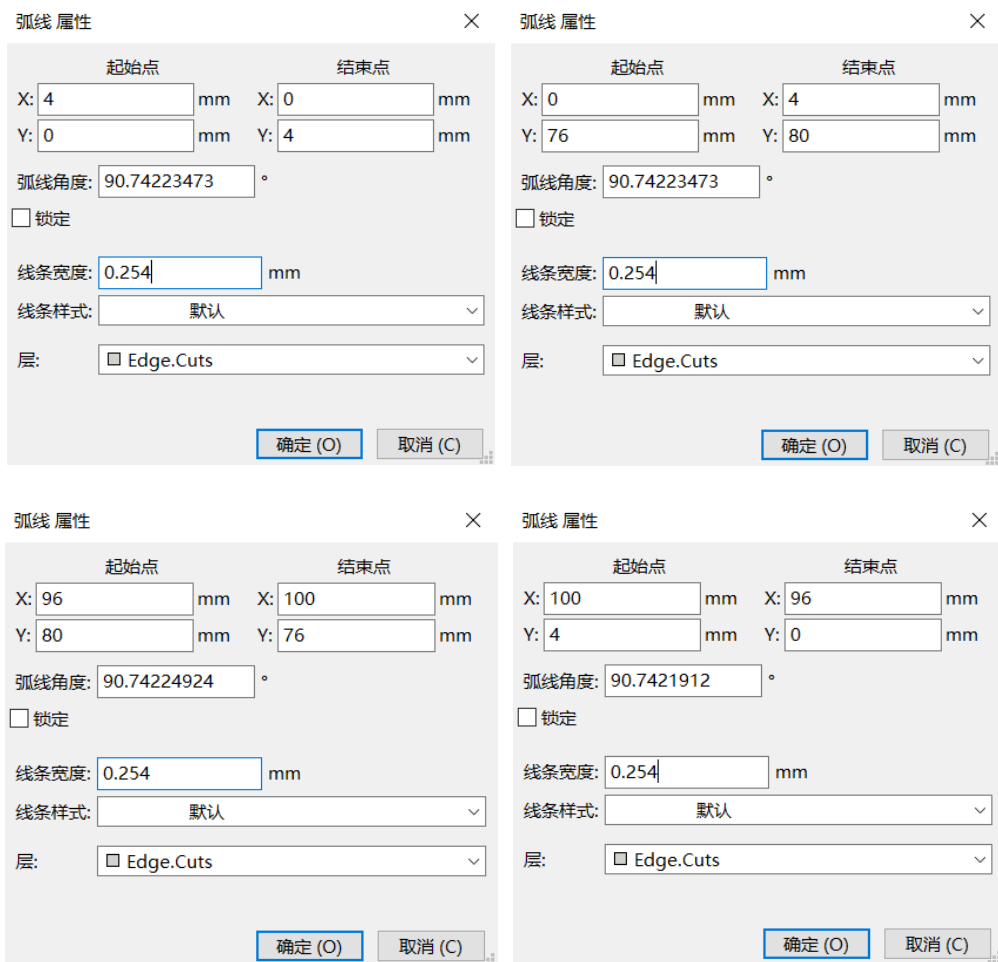 弧线 属性
起始点 结束点
X: 4 mm X: 0 mm
Y: 0 mm Y: 4 mm
弧线角度: 90.74223473 °
锁定
线条宽度: 0.254 mm
线条样式: 默认
层: Edge.Cuts
确定 (O) 取消 (C)
弧线 属性
起始点 结束点
X: 0 mm X: 4 mm
Y: 76 mm Y: 80 mm
弧线角度: 90.74223473 °
锁定
线条宽度: 0.254 mm
线条样式: 默认
层: Edge.Cuts
确定 (O) 取消 (C)
弧线 属性
起始点 结束点
X: 96 mm X: 100 mm
Y: 80 mm Y: 76 mm
弧线角度: 90.74224924 °
锁定
线条宽度: 0.254 mm
线条样式: 默认
层: Edge.Cuts
确定 (O) 取消 (C)
弧线 属性
起始点 结束点
X: 100 mm X: 96 mm
Y: 4 mm Y: 0 mm
弧线角度: 90.7421912 °
锁定
线条宽度: 0.254 mm
线条样式: 默认
层: Edge.Cuts
确定 (O) 取消 (C)